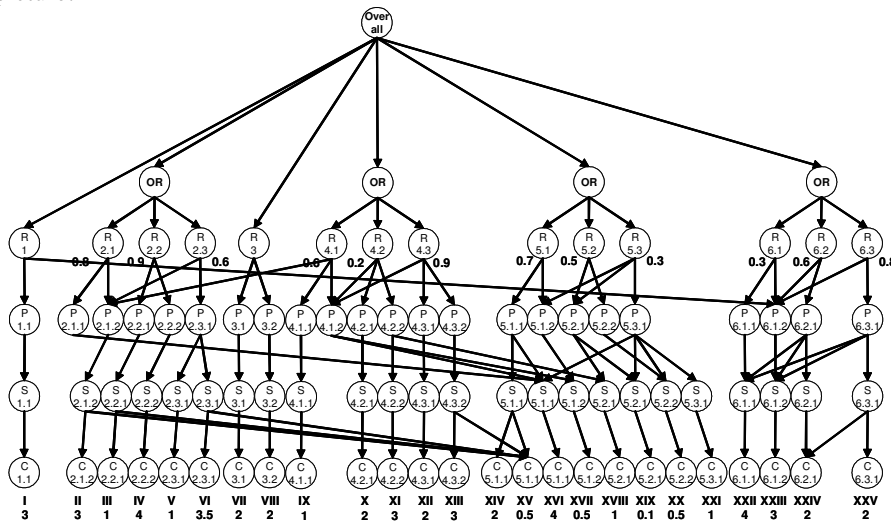 Over
all
OR OR OR OR
R R R R R R R R R R R R R R
1 2.1 2.2 2.3 3 4.1 4.2 4.3 5.1 5.2 5.3 6.1 6.2 6.3
0.9 0.6 0.2 0.9 0.7 0.5 0.3 0.3 0.6 0.8
P P P P P P P P P P P P P P P P P P P P P P P
1.1 2.1.1 2.1.2 2.2.1 2.2.2 2.3.1 3.1 3.2 4.1.1 4.1.2 4.2.1 4.2.2 4.3.1 4.3.2 5.1.1 5.1.2 5.2.1 5.2.2 5.3.1 6.1.1 6.1.2 6.2.1 6.3.1
S S S S S S S S S S S S S S S S S S S S S S S S
1.1 2.1.2 2.2.1 2.2.2 2.3.1 2.3.1 3.1 3.2 4.1.1 4.2.1 4.2.2 4.3.1 4.3.2 5.1.1 5.1.1 5.1.2 5.2.1 5.2.1 5.2.2 5.3.1 6.1.1 6.1.2 6.2.1 6.3.1
C C C C C C C C C C C C C C C C C C C C C C C C C
1.1 2.1.2 2.2.1 2.2.2 2.3.1 2.3.1 3.1 3.2 4.1.1 4.2.1 4.2.2 4.3.1 4.3.2 5.1.1 5.1.1 5.1.1 5.1.2 5.2.1 5.2.1 5.2.2 5.3.1 6.1.1 6.1.2 6.2.1 6.3.1
I II III IV V VI VII VIII IX X XI XII XIII XIV XV XVI XVII XVIII XIX XX XXI XXII XXIII XXIV XXV
3 3 1 4 1 3.5 2 2 1 2 3 2 3 2 0.5 4 0.5 1 0.1 0.5 1 4 3 2 2